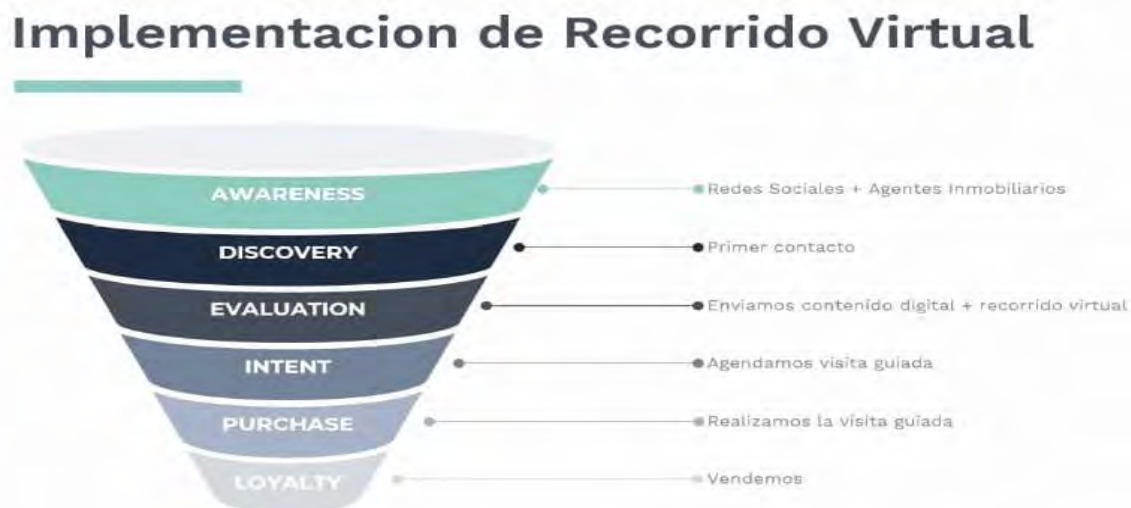 Implementacion de Recorrido Virtual
AWARENESS
Redes Sociales + Agentes Inmobiliarios
DISCOVERY
Primer contacto
EVALUATION
Enviamos contenido digital + recorrido virtual
INTENT
Agendamos visita guiada
PURCHASE
Realizamos la visita guiada
LOYALTY
Vendemos